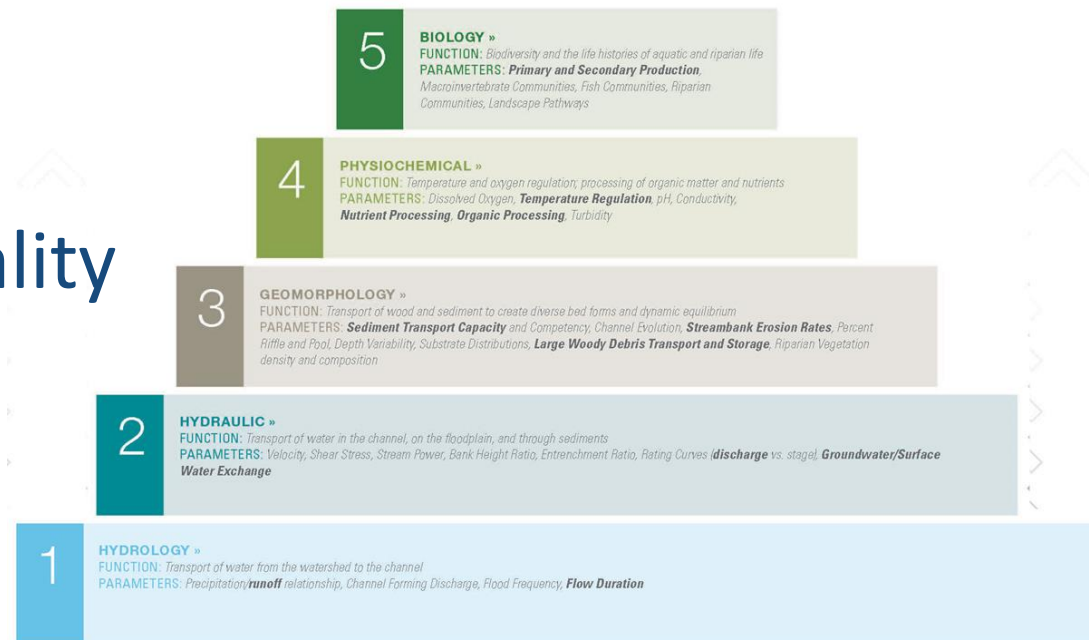 5
BIOLOGY »
FUNCTION: Biodiversity and the life histories of aquatic and riparian life
PARAMETERS: Primary and Secondary Production,
Macroinvertebrate Communities, Fish Communities, Riparian
Communities, Landscape Pathways
4
PHYSIOCHEMICAL »
FUNCTION: Temperature and oxygen regulation; processing of organic matter and nutrients
PARAMETERS: Dissolved Oxygen, Temperature Regulation, pH, Conductivity,
Nutrient Processing, Organic Processing, Turbidity
ality
3
GEOMORPHOLOGY »
FUNCTION: Transport of wood and sediment to create diverse bed forms and dynamic equilibrium
PARAMETERS: Sediment Transport Capacity and Competency, Channel Evolution, Streambank Erosion Rates, Percent
Riffle and Pool, Depth Variability, Substrate Distributions, Large Woody Debris Transport and Storage, Riparian Vegetation
density and composition
2
HYDRAULIC »
FUNCTION: Transport of water in the channel, on the floodplain, and through sediments
PARAMETERS: Velocity, Shear Stress, Stream Power, Bank Height Ratio, Entrenchment Ratio, Rating Curves (discharge vs. stage), Groundwater/Surface
Water Exchange
1
HYDROLOGY »
FUNCTION: Transport of water from the watershed to the channel
PARAMETERS: Precipitation/runoff relationship, Channel Forming Discharge, Flood Frequency, Flow Duration